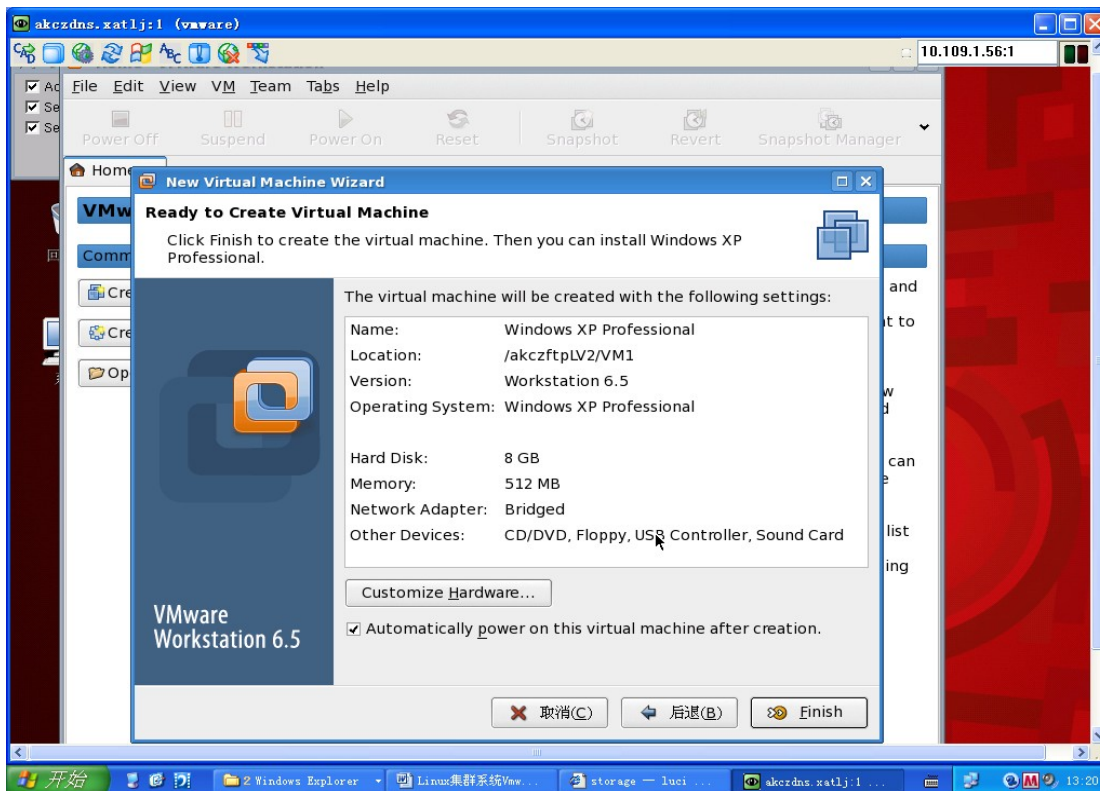 akczdns.xatlj:1 (vmware)
10.109.1.56:1
File Edit View VM Team Tabs Help
Power Off Suspend Power On Reset Snapshot Revert Snapshot Manager
Home
New Virtual Machine Wizard
Ready to Create Virtual Machine
Click Finish to create the virtual machine. Then you can install Windows XP
Professional.
The virtual machine will be created with the following settings:
Name: Windows XP Professional
Location: /akczftpLV2/VM1
Version: Workstation 6.5
Operating System: Windows XP Professional
Hard Disk: 8 GB
Memory: 512 MB
Network Adapter: Bridged
Other Devices: CD/DVD, Floppy, USB Controller, Sound Card
Customize Hardware...
Automatically power on this virtual machine after creation.
VMware
Workstation 6.5
取消(C) 后退(B) Finish
VMw
Comm
Cre
Cre
Op
and
t to
can
list
ing
开始 2 Windows Explorer Linux集群系统Vmw... storage — luci ... akczdns.xatlj:1 ... 13:20